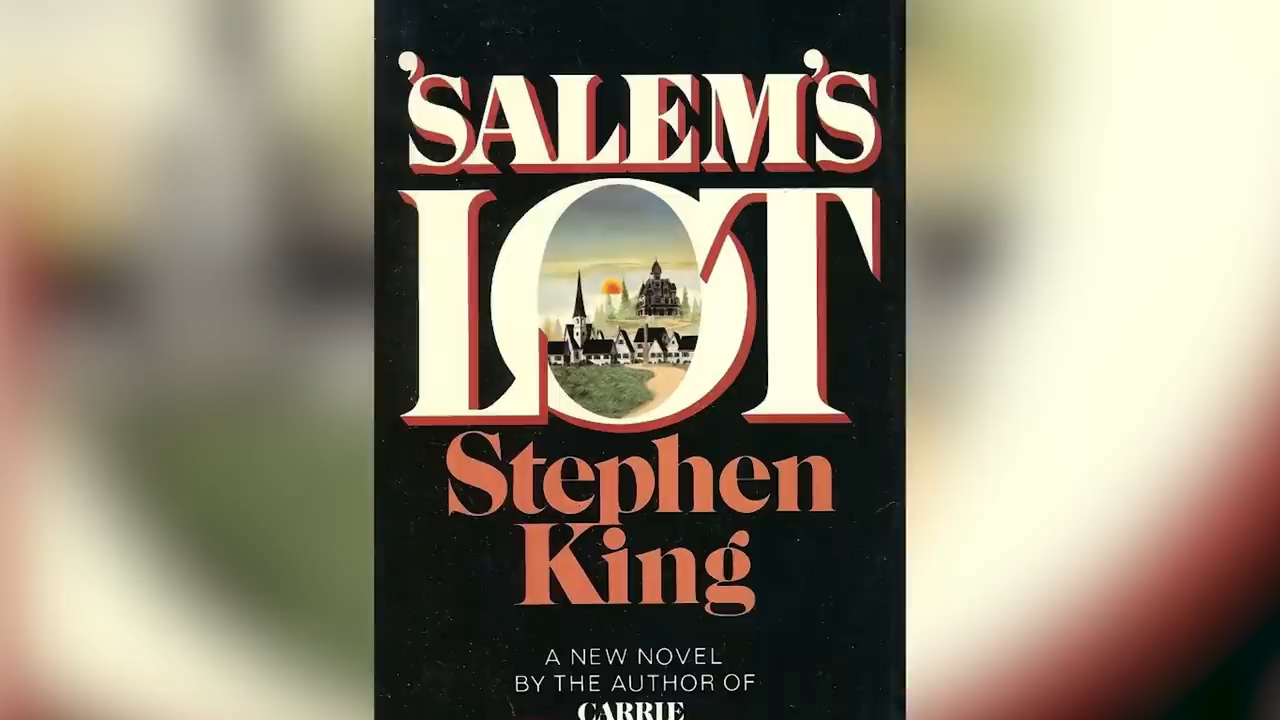 'SALEM'S
LOT
Stephen
King
A NEW NOVEL
BY THE AUTHOR OF
CARRIE